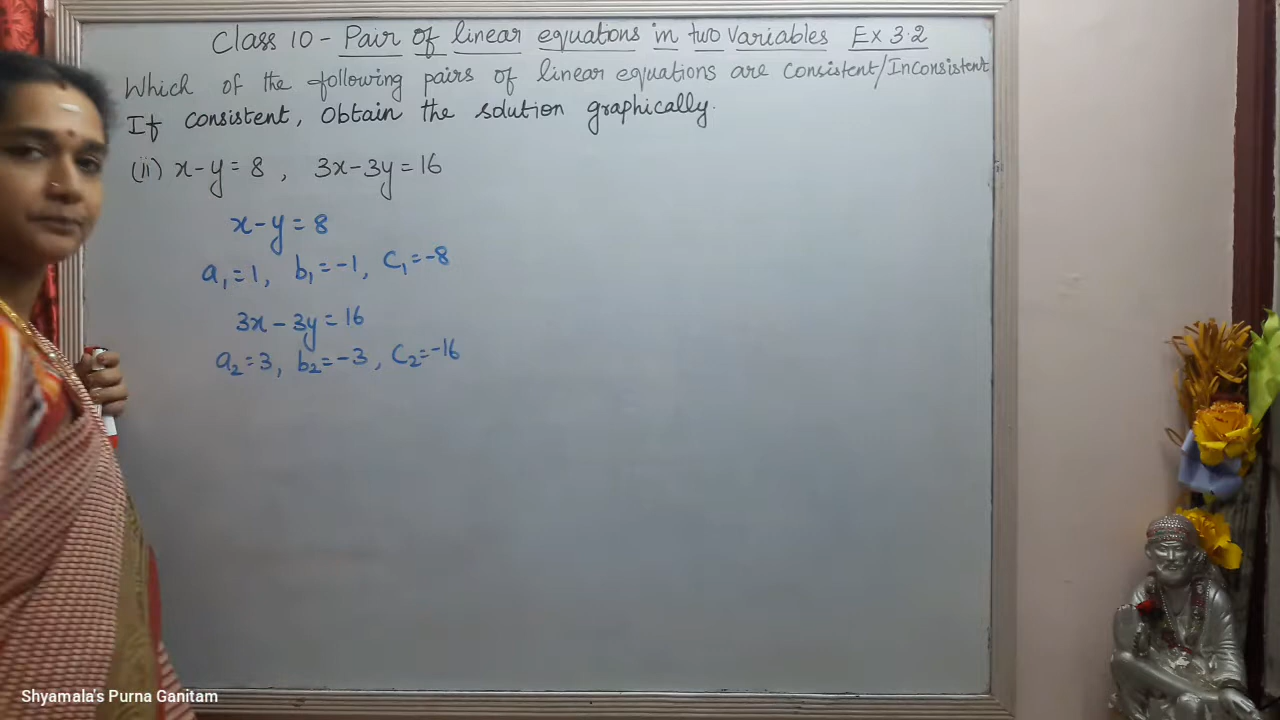 Class 10 - Pair of linear equations in two Variables Ex 3.2
Which of the following pairs of linear equations are Consistent/Inconsistent
If consistent, Obtain the solution graphically.
(ii) x-y=8 , 3x-3y=16
x-y=8
a₁=1, b₁=-1, C₁=-8
3x-3y=16
a₂=3, b₂=-3, C₂=-16
Shyamala's Purna Ganitam